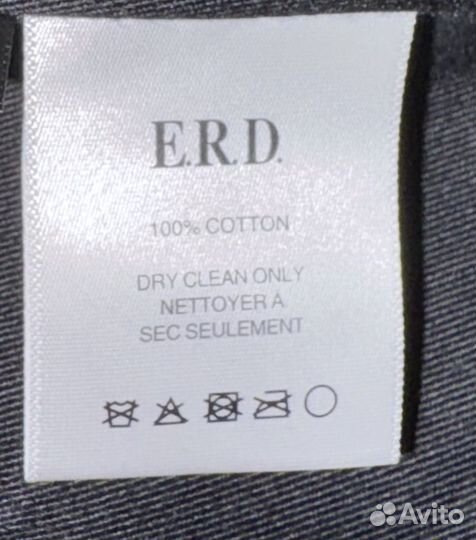 E.R.D.
100% COTTON
DRY CLEAN ONLY
NETTOYER À
SEC SEULEMENT
Avito